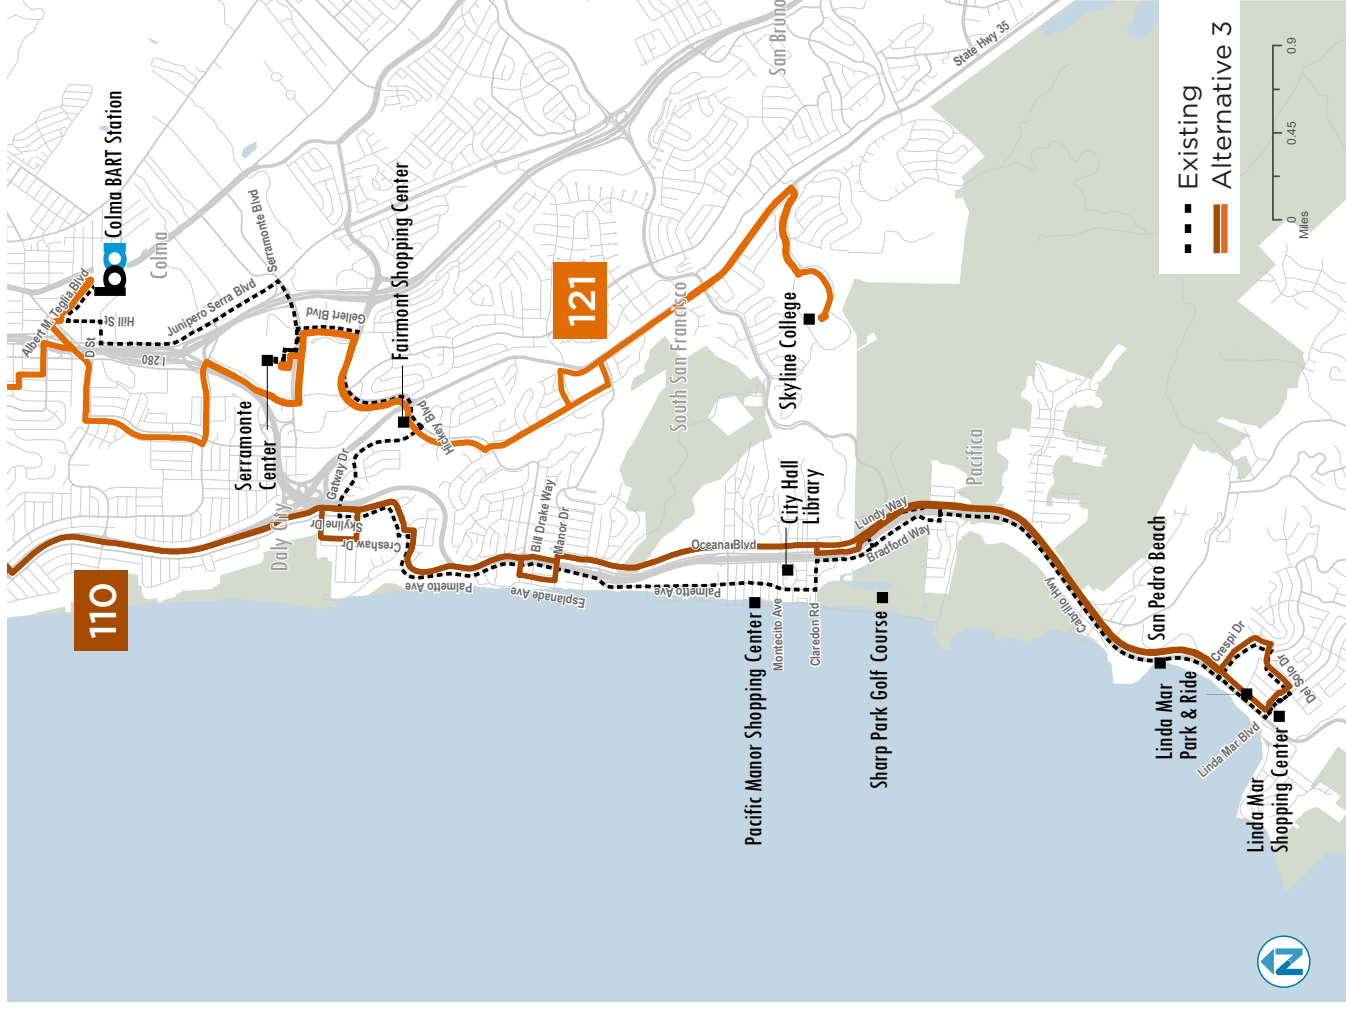 Existing
Alternative 3
0
0.45
0.9
Miles
State Hwy 35
San Bruno
Colma BART Station
ba
Colma
Albert M. Teglia Blvd
Hill St
D St
Junipero Serra Blvd
Serramonte Blvd
I 280
Gellert Blvd
Fairmont Shopping Center
Serramonte
Center
Hickey Blvd
Gatway Dr
121
South San Francisco
Skyline College
Daly City
Skyline Dr
Creshaw Dr
110
Palmetto Ave
Bill Drake Way
Manor Dr
Esplanade Ave
Oceana Blvd
Palmetto Ave
City Hall
Library
Pacific Manor Shopping Center
Montecito Ave
Claredon Rd
Lundy Way
Bradford Way
Sharp Park Golf Course
Pacifica
Cabrillo Hwy
San Pedro Beach
Linda Mar
Park & Ride
Crespi Dr
Del Solo Dr
Linda Mar Blvd
Linda Mar
Shopping Center
N